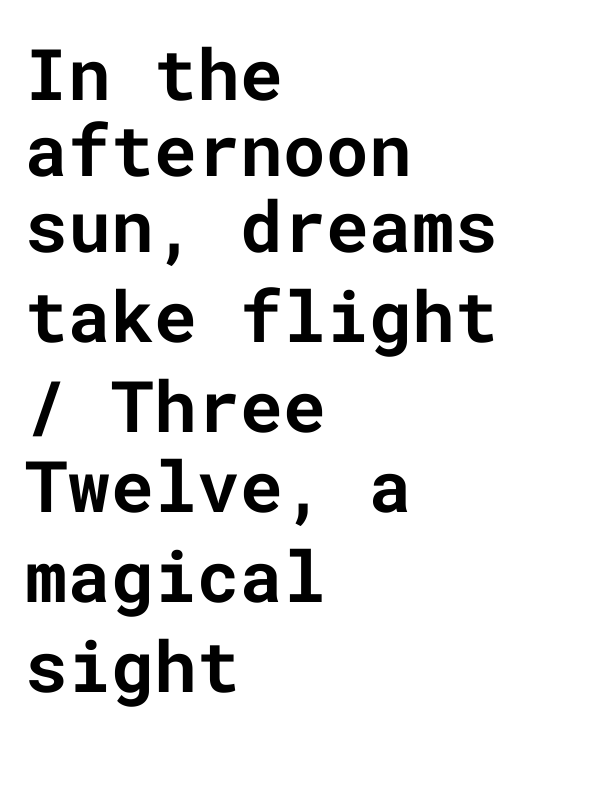 In the
afternoon
sun, dreams
take flight
/ Three
Twelve, a
magical
sight